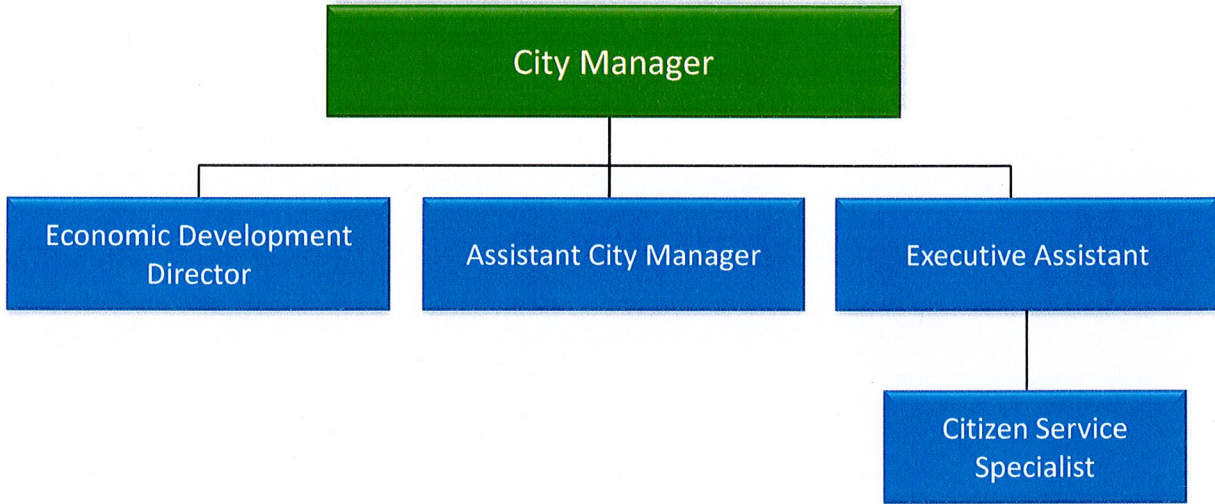 City Manager
Economic Development
Director
Assistant City Manager
Executive Assistant
Citizen Service
Specialist